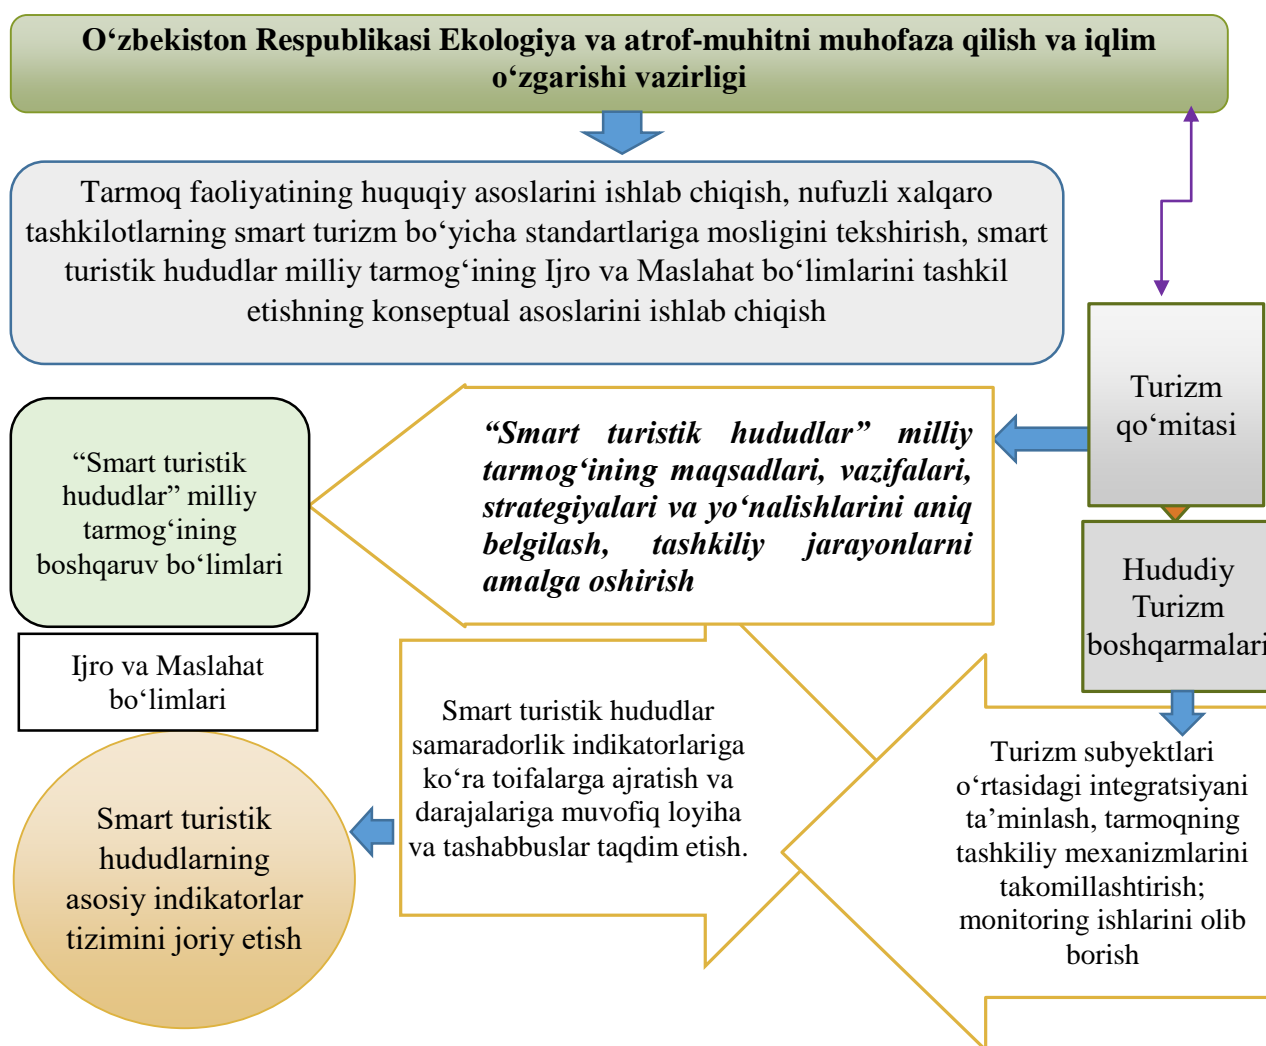 O‘zbekiston Respublikasi Ekologiya va atrof-muhitni muhofaza qilish va iqlim
o‘zgarishi vazirligi
Tarmoq faoliyatining huquqiy asoslarini ishlab chiqish, nufuzli xalqaro
tashkilotlarning smart turizm bo‘yicha standartlariga mosligini tekshirish, smart
turistik hududlar milliy tarmog‘ining Ijro va Maslahat bo‘limlarini tashkil
etishning konseptual asoslarini ishlab chiqish
Turizm
qo‘mitasi
“Smart turistik hududlar” milliy
tarmog‘ining maqsadlari, vazifalari,
strategiyalari va yo‘nalishlarini aniq
belgilash, tashkiliy jarayonlarni
amalga oshirish
“Smart turistik
hududlar” milliy
tarmog‘ining
boshqaruv bo‘limlari
Hududiy
Turizm
boshqarmalari
Ijro va Maslahat
bo‘limlari
Smart turistik hududlar
samaradorlik indikatorlariga
ko‘ra toifalarga ajratish va
darajalariga muvofiq loyiha
va tashabbuslar taqdim etish.
Turizm subyektlari
o‘rtasidagi integratsiyani
ta’minlash, tarmoqning
tashkiliy mexanizmlarini
takomillashtirish;
monitoring ishlarini olib
borish
Smart turistik
hududlarning
asosiy indikatorlar
tizimini joriy etish